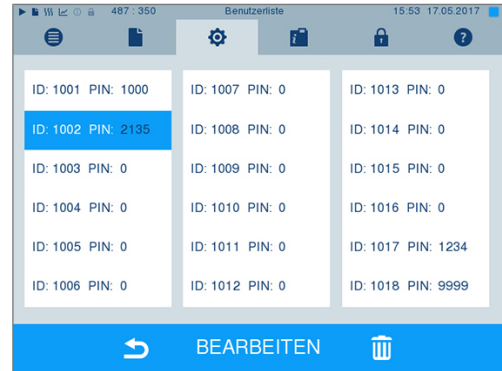 487 : 350 Benutzerliste 15:53 17.05.2017
ID: 1001 PIN: 1000
ID: 1002 PIN: 2135
ID: 1003 PIN: 0
ID: 1004 PIN: 0
ID: 1005 PIN: 0
ID: 1006 PIN: 0
ID: 1007 PIN: 0
ID: 1008 PIN: 0
ID: 1009 PIN: 0
ID: 1010 PIN: 0
ID: 1011 PIN: 0
ID: 1012 PIN: 0
ID: 1013 PIN: 0
ID: 1014 PIN: 0
ID: 1015 PIN: 0
ID: 1016 PIN: 0
ID: 1017 PIN: 1234
ID: 1018 PIN: 9999
BEARBEITEN